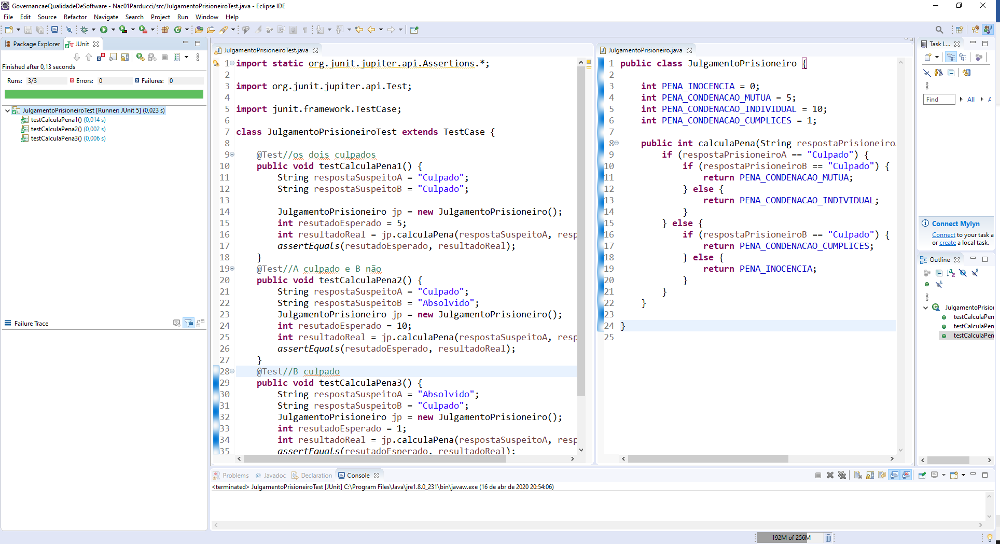 GovernancaeQualidadeDeSoftware - Nac01Parducci/src/JulgamentoPrisioneiroTest.java - Eclipse IDE
File Edit Source Refactor Navigate Search Project Run Window Help
Package Explorer JUnit
Finished after 0,13 seconds
Runs: 3/3 Errors: 0 Failures: 0
JulgamentoPrisioneiroTest [Runner: JUnit 5] (0,023 s)
testCalculaPena1() (0,014 s)
testCalculaPena2() (0,002 s)
testCalculaPena3() (0,006 s)
Failure Trace
JulgamentoPrisioneiroTest.java
1 import static org.junit.jupiter.api.Assertions.*;
2
3 import org.junit.jupiter.api.Test;
4
5 import junit.framework.TestCase;
6
7 class JulgamentoPrisioneiroTest extends TestCase {
8
9 @Test//os dois culpados
10 public void testCalculaPena1() {
11 String respostaSuspeitoA = "Culpado";
12 String respostaSuspeitoB = "Culpado";
13
14 JulgamentoPrisioneiro jp = new JulgamentoPrisioneiro();
15 int resutadoEsperado = 5;
16 int resultadoReal = jp.calculaPena(respostaSuspeitoA, resp
17 assertEquals(resutadoEsperado, resultadoReal);
18 }
19 @Test//A culpado e B não
20 public void testCalculaPena2() {
21 String respostaSuspeitoA = "Culpado";
22 String respostaSuspeitoB = "Absolvido";
23 JulgamentoPrisioneiro jp = new JulgamentoPrisioneiro();
24 int resutadoEsperado = 10;
25 int resultadoReal = jp.calculaPena(respostaSuspeitoA, resp
26 assertEquals(resutadoEsperado, resultadoReal);
27 }
28 @Test//B culpado
29 public void testCalculaPena3() {
30 String respostaSuspeitoA = "Absolvido";
31 String respostaSuspeitoB = "Culpado";
32 JulgamentoPrisioneiro jp = new JulgamentoPrisioneiro();
33 int resutadoEsperado = 1;
34 int resultadoReal = jp.calculaPena(respostaSuspeitoA, resp
35 assertEquals(resutadoEsperado, resultadoReal);
JulgamentoPrisioneiro.java
1 public class JulgamentoPrisioneiro {
2
3 int PENA_INOCENCIA = 0;
4 int PENA_CONDENACAO_MUTUA = 5;
5 int PENA_CONDENACAO_INDIVIDUAL = 10;
6 int PENA_CONDENACAO_CUMPLICES = 1;
7
8 public int calculaPena(String respostaPrisioneiroA
9 if (respostaPrisioneiroA == "Culpado") {
10 if (respostaPrisioneiroB == "Culpado") {
11 return PENA_CONDENACAO_MUTUA;
12 } else {
13 return PENA_CONDENACAO_INDIVIDUAL;
14 }
15 } else {
16 if (respostaPrisioneiroB == "Culpado") {
17 return PENA_CONDENACAO_CUMPLICES;
18 } else {
19 return PENA_INOCENCIA;
20 }
21 }
22 }
23
24 }
25
Task L...
Find All A
Connect Mylyn
Connect to your task a
or create a local task.
Outline
JulgamentoPrisior
testCalculaPen
testCalculaPen
testCalculaPen
Problems Javadoc Declaration Console
<terminated> JulgamentoPrisioneiroTest [JUnit] C:\Program Files\Java\jre1.8.0_231\bin\javaw.exe (16 de abr de 2020 20:54:06)
192M of 256M